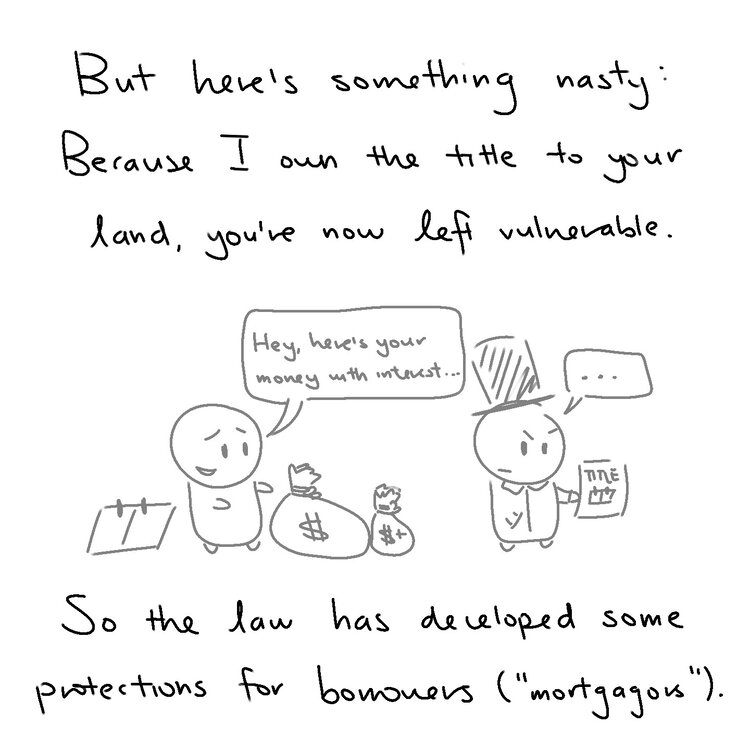 But here's something nasty:
Because I own the title to your
land, you're now left vulnerable.
Hey, here's your
money with interest...
...
TITLE
$
$+
So the law has developed some
protections for borrowers ("mortgagors").